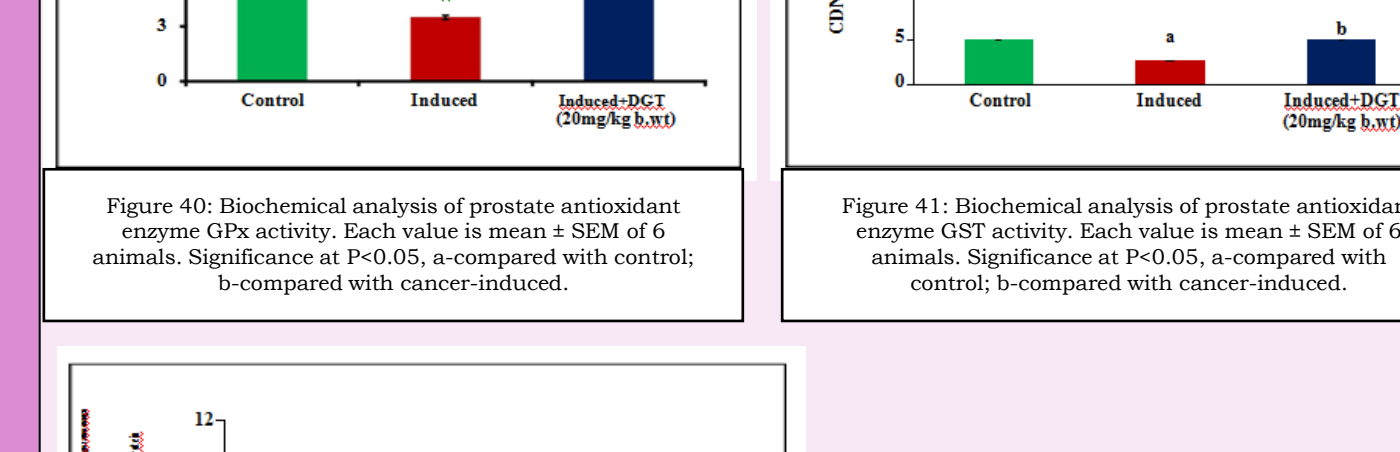 3
0
Control
Induced
Induced+DGT
(20mg/kg b.wt)
Figure 40: Biochemical analysis of prostate antioxidant
enzyme GPx activity. Each value is mean ± SEM of 6
animals. Significance at P<0.05, a-compared with control;
b-compared with cancer-induced.
CDN
5
0
a
b
Control
Induced
Induced+DGT
(20mg/kg b.wt)
Figure 41: Biochemical analysis of prostate
enzyme GST activity. Each value is mean ± SEM of 6
animals. Significance at P<0.05, a-compared with
control; b-compared with cancer-induced.
12